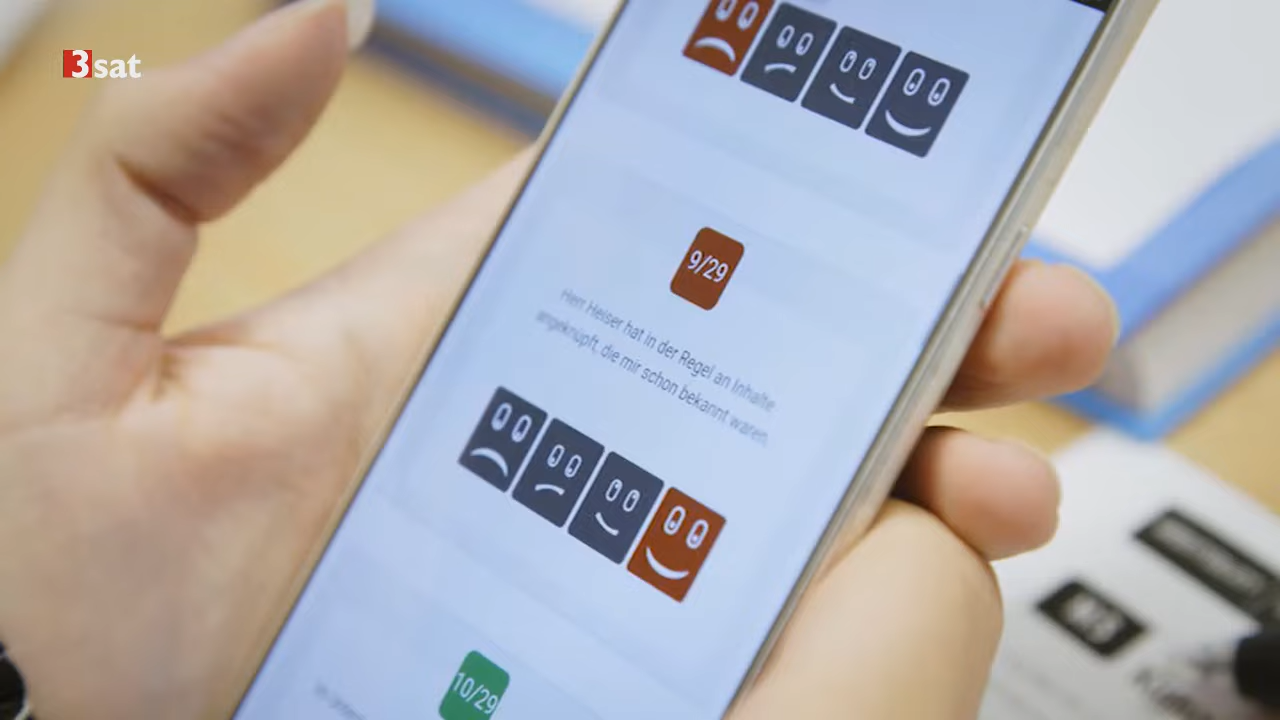 3sat
9/29
Herr Heiser hat in der Regel an Inhalte
angeknüpft, die mir schon bekannt waren.
10/29